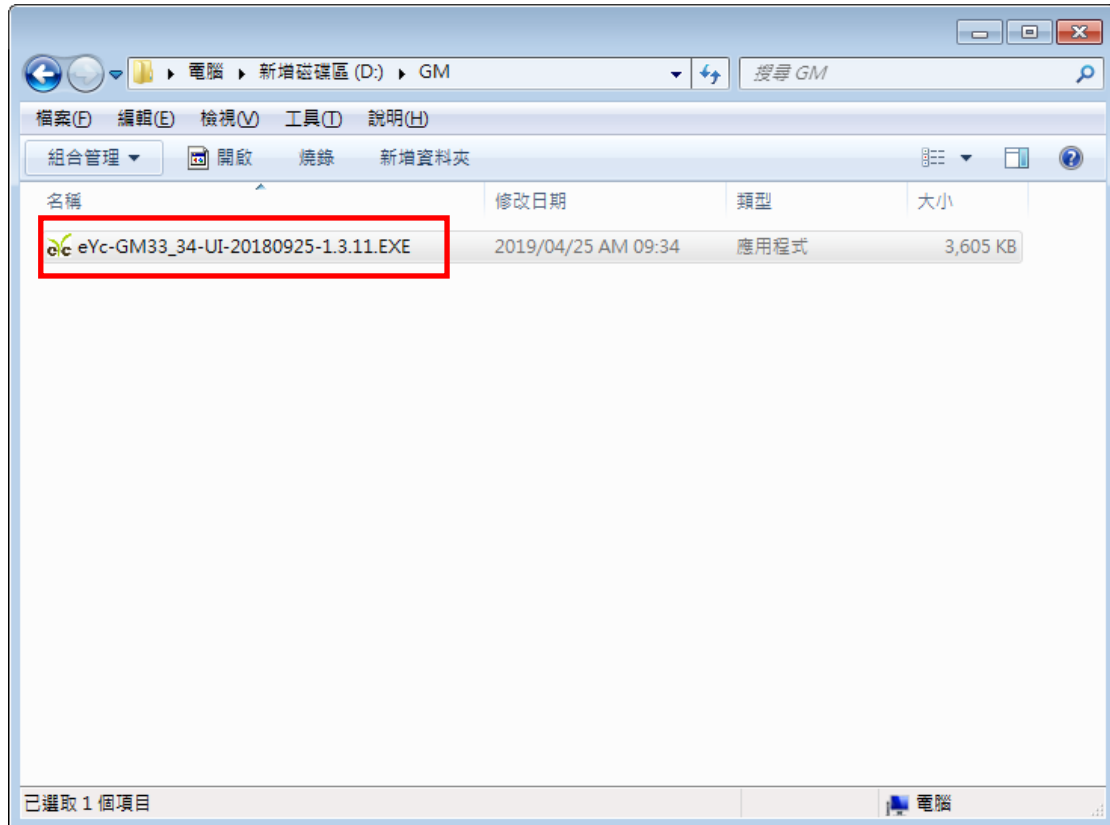 電腦 新增磁碟區 (D:) GM 搜尋 GM
檔案(F) 編輯(E) 檢視(V) 工具(T) 說明(H)
組合管理 開啟 燒錄 新增資料夾
名稱 修改日期 類型 大小
eYc-GM33_34-UI-20180925-1.3.11.EXE 2019/04/25 AM 09:34 應用程式 3,605 KB
已選取 1 個項目 電腦